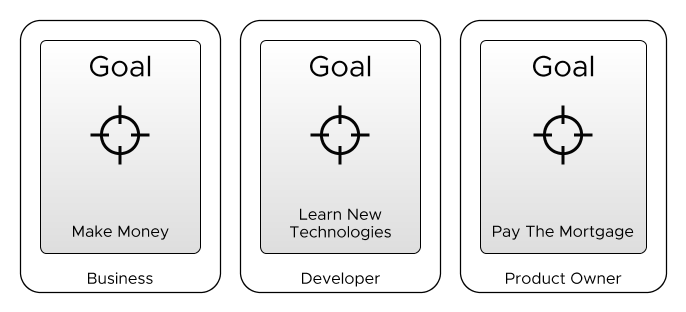 Goal
Make Money
Business
Goal
Learn New
Technologies
Developer
Goal
Pay The Mortgage
Product Owner